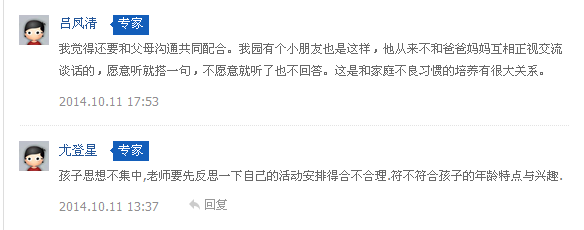 吕凤清 专家
我觉得还要和父母沟通共同配合。我园有个小朋友也是这样，他从来不和爸爸妈妈互相正视交流
谈话的，愿意听就搭一句，不愿意就听了也不回答。这是和家庭不良习惯的培养有很大关系。
2014.10.11 17:53
尤登星 专家
孩子思想不集中,老师要先反思一下自己的活动安排得合不合理.符不符合孩子的年龄特点与兴趣.
2014.10.11 13:37 回复